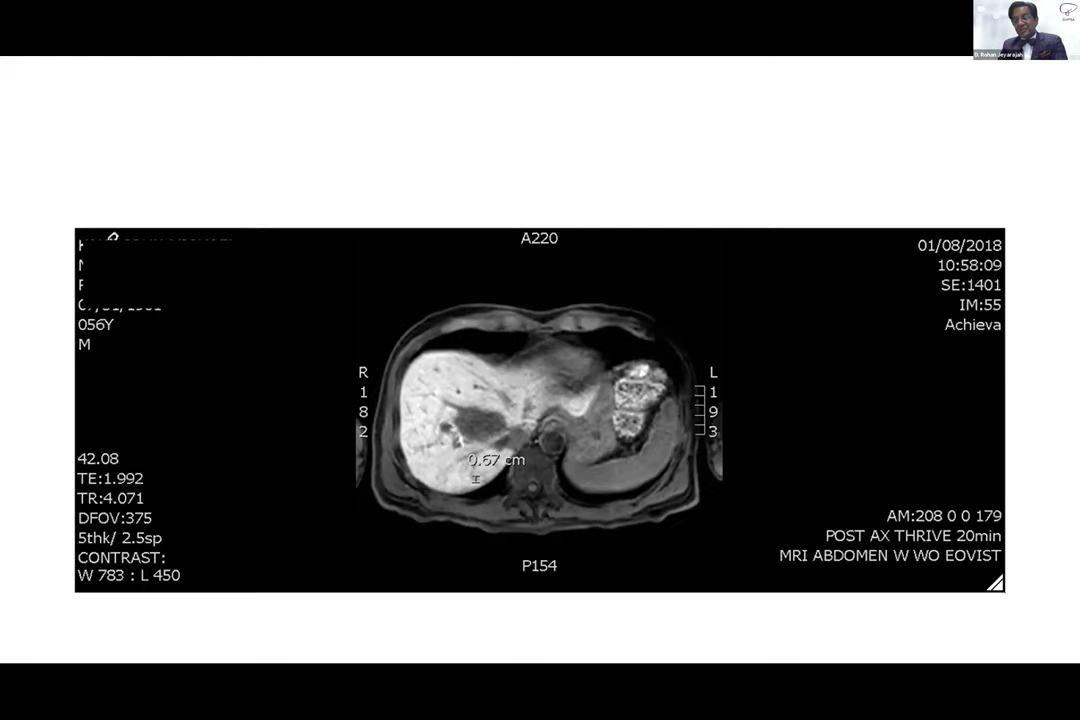 D. Rohan Jeyarajah
A220
01/08/2018
10:58:09
SE:1401
IM:55
Achieva
056Y
M
R
1
8
2
L
1
9
3
0.67 cm
42.08
TE:1.992
TR:4.071
DFOV:375
5thk/ 2.5sp
CONTRAST:
W 783 : L 450
AM:208 0 0 179
POST AX THRIVE 20min
MRI ABDOMEN W WO EOVIST
P154